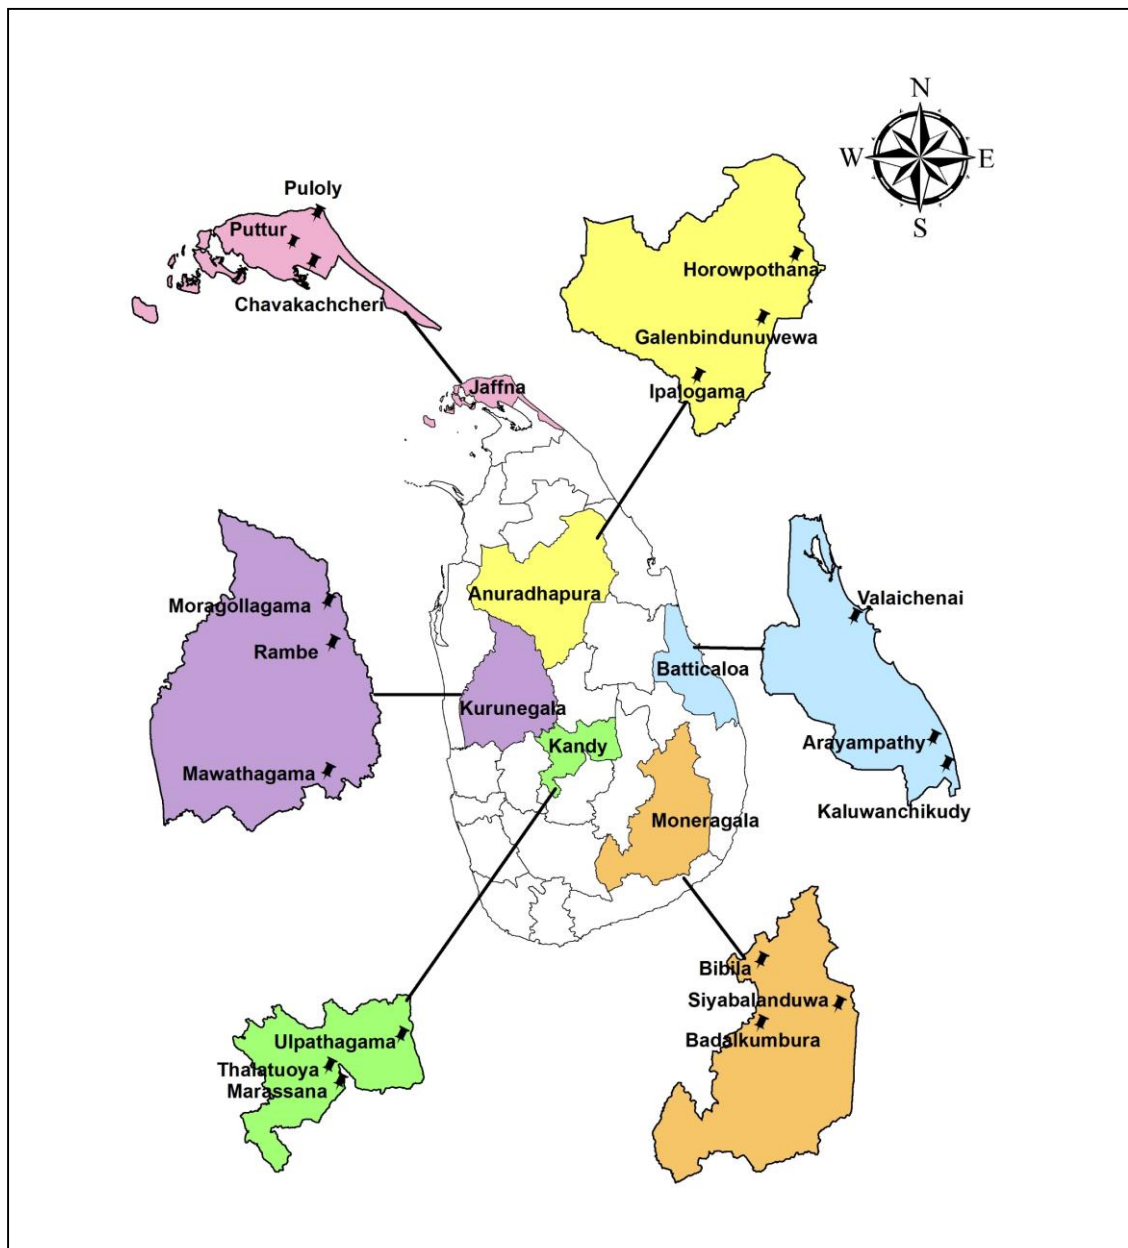 N
W
E
S
Puloly
Puttur
Chavakachcheri
Horowpothana
Galenbindunuwewa
Ipalogama
Jaffna
Anuradhapura
Moragollagama
Rambe
Mawathagama
Kurunegala
Kandy
Batticaloa
Moneragala
Valaichenai
Arayampathy
Kaluwanchikudy
Ulpathagama
Thalatuoya
Marassana
Bibila
Siyabalanduwa
Badalkumbura